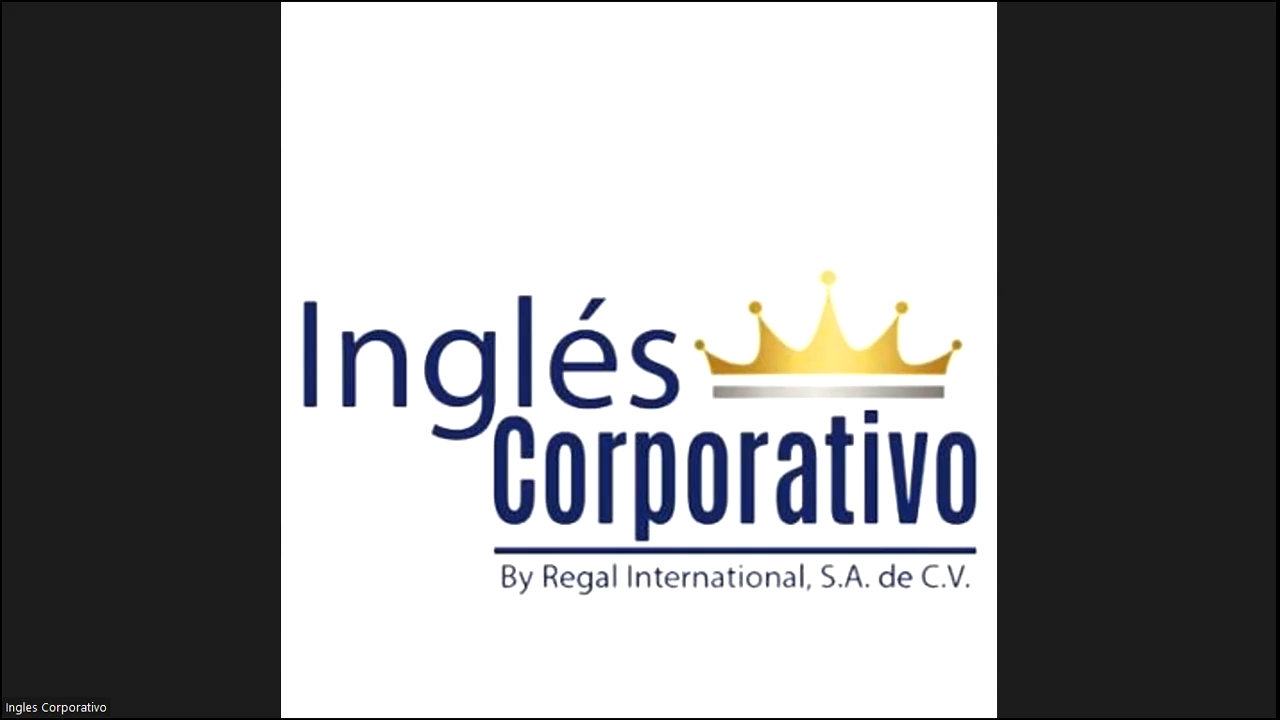 Inglés
Corporativo
By Regal International, S.A. de C.V.
Ingles Corporativo